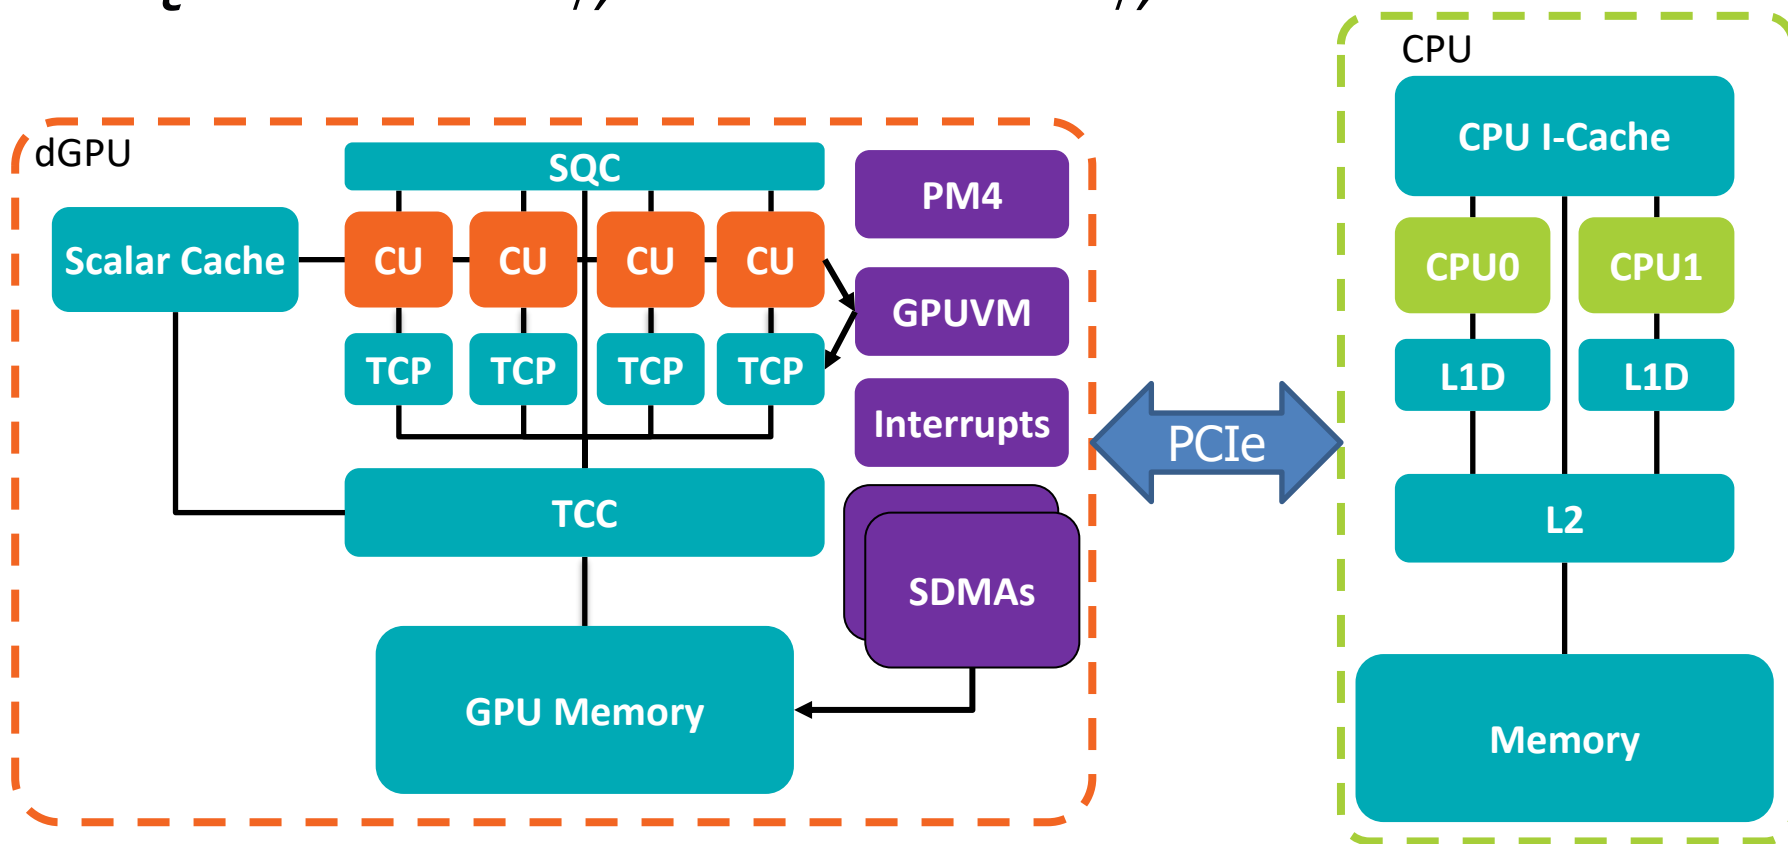 dGPU
SQC
Scalar Cache
CU
CU
CU
CU
TCP
TCP
TCP
TCP
TCC
GPU Memory
PM4
GPUVM
Interrupts
SDMAs
PCIe
CPU
CPU I-Cache
CPU0
CPU1
L1D
L1D
L2
Memory